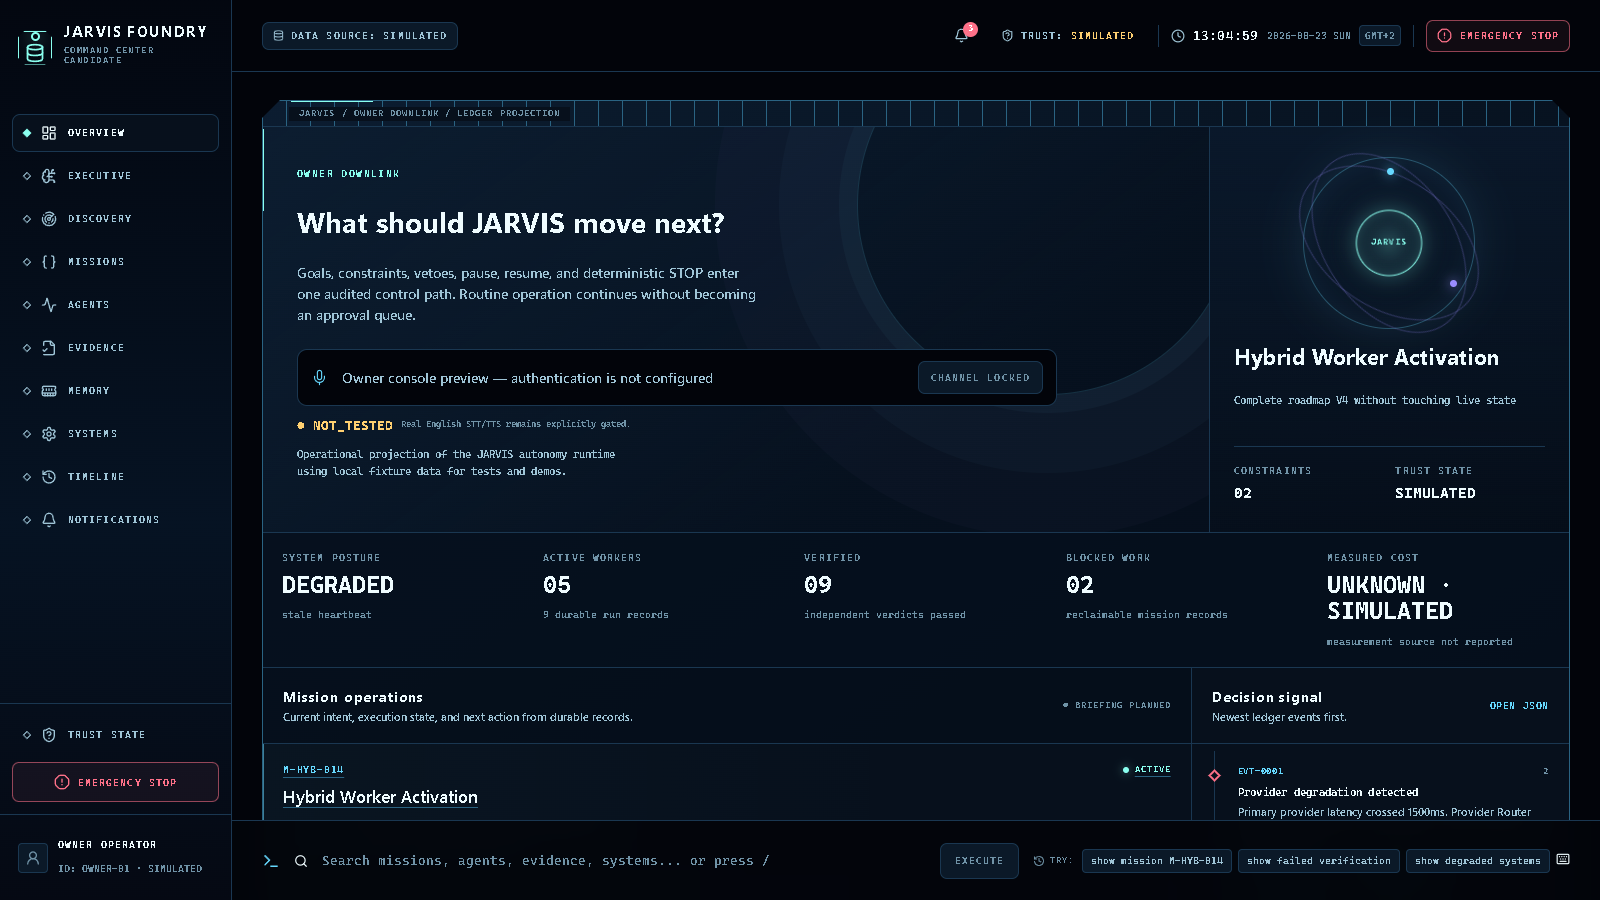 JARVIS FOUNDRY
COMMAND CENTER
CANDIDATE
OVERVIEW
EXECUTIVE
DISCOVERY
MISSIONS
AGENTS
EVIDENCE
MEMORY
SYSTEMS
TIMELINE
NOTIFICATIONS
TRUST STATE
EMERGENCY STOP
OWNER OPERATOR
ID: OWNER-01 · SIMULATED
DATA SOURCE: SIMULATED
3
TRUST: SIMULATED
13:04:59 2026-08-23 SUN GMT+2
EMERGENCY STOP
JARVIS / OWNER DOWNLINK / LEDGER PROJECTION
OWNER DOWNLINK
What should JARVIS move next?
Goals, constraints, vetoes, pause, resume, and deterministic STOP enter
one audited control path. Routine operation continues without becoming
an approval queue.
Owner console preview — authentication is not configured
CHANNEL LOCKED
NOT_TESTED Real English STT/TTS remains explicitly gated.
Operational projection of the JARVIS autonomy runtime
using local fixture data for tests and demos.
JARVIS
Hybrid Worker Activation
Complete roadmap V4 without touching live state
CONSTRAINTS
02
TRUST STATE
SIMULATED
SYSTEM POSTURE
DEGRADED
stale heartbeat
ACTIVE WORKERS
05
9 durable run records
VERIFIED
09
independent verdicts passed
BLOCKED WORK
02
reclaimable mission records
MEASURED COST
UNKNOWN ·
SIMULATED
measurement source not reported
Mission operations
Current intent, execution state, and next action from durable records.
BRIEFING PLANNED
M-HYB-014
ACTIVE
Hybrid Worker Activation
Decision signal
Newest ledger events first.
OPEN JSON
EVT-0001 2
Provider degradation detected
Primary provider latency crossed 1500ms. Provider Router
Search missions, agents, evidence, systems... or press /
EXECUTE
TRY:
show mission M-HYB-014
show failed verification
show degraded systems